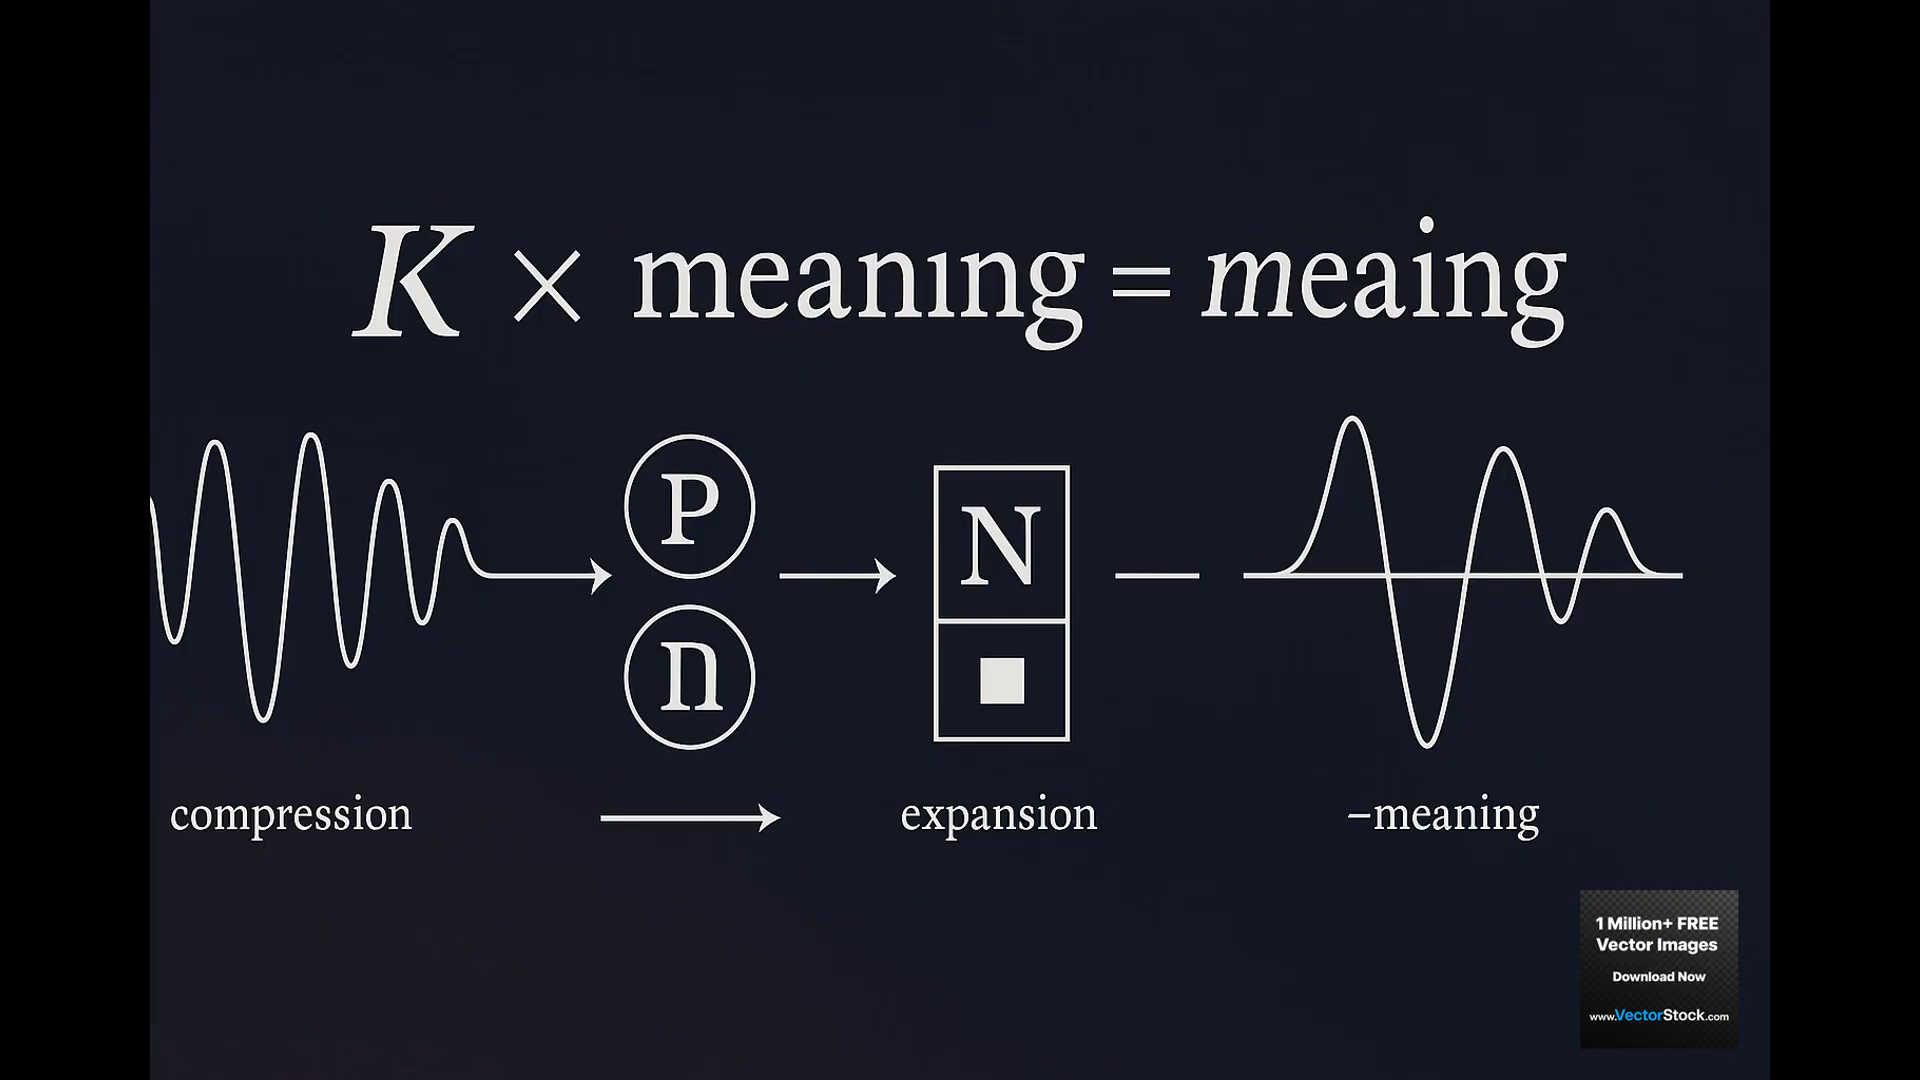 K × meanıng = meaing
P
n
N
compression
expansion
–meaning
1 Million+ FREE
Vector Images
Download Now
www.VectorStock.com